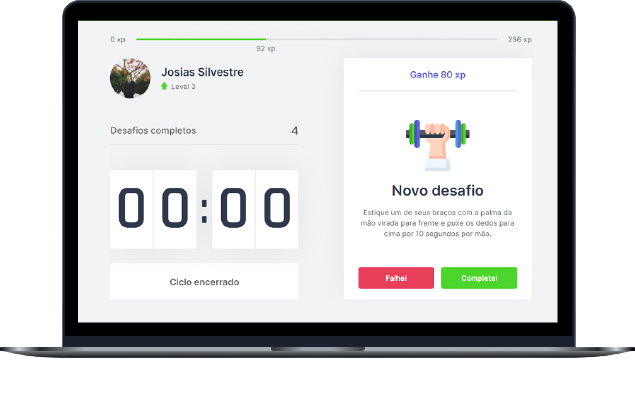 0 xp
92 xp
256 xp
Josias Silvestre
Level 3
Desafios completos
4
00:00
Ciclo encerrado
Ganhe 80 xp
Novo desafio
Estique um de seus braços com a palma da
mão virada para frente e puxe os dedos para
cima por 10 segundos por mão.
Falhei
Completei